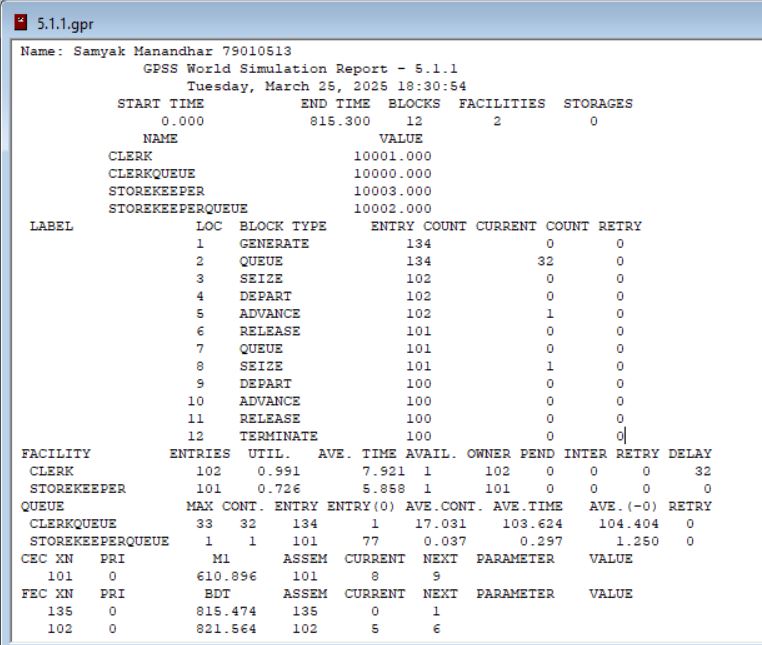 5.1.1.gpr
Name: Samyak Manandhar 79010513
GPSS World Simulation Report - 5.1.1
Tuesday, March 25, 2025 18:30:54
START TIME END TIME BLOCKS FACILITIES STORAGES
0.000 815.300 12 2 0
NAME VALUE
CLERK 10001.000
CLERKQUEUE 10000.000
STOREKEEPER 10003.000
STOREKEEPERQUEUE 10002.000
LABEL LOC BLOCK TYPE ENTRY COUNT CURRENT COUNT RETRY
1 GENERATE 134 0 0
2 QUEUE 134 32 0
3 SEIZE 102 0 0
4 DEPART 102 0 0
5 ADVANCE 102 1 0
6 RELEASE 101 0 0
7 QUEUE 101 0 0
8 SEIZE 101 1 0
9 DEPART 100 0 0
10 ADVANCE 100 0 0
11 RELEASE 100 0 0
12 TERMINATE 100 0 0
FACILITY ENTRIES UTIL. AVE. TIME AVAIL. OWNER PEND INTER RETRY DELAY
CLERK 102 0.991 7.921 1 102 0 0 0 32
STOREKEEPER 101 0.726 5.858 1 101 0 0 0 0
QUEUE MAX CONT. ENTRY ENTRY(0) AVE.CONT. AVE.TIME AVE.(-0) RETRY
CLERKQUEUE 33 32 134 1 17.031 103.624 104.404 0
STOREKEEPERQUEUE 1 1 101 77 0.037 0.297 1.250 0
CEC XN PRI M1 ASSEM CURRENT NEXT PARAMETER VALUE
101 0 610.896 101 8 9
FEC XN PRI BDT ASSEM CURRENT NEXT PARAMETER VALUE
135 0 815.474 135 0 1
102 0 821.564 102 5 6